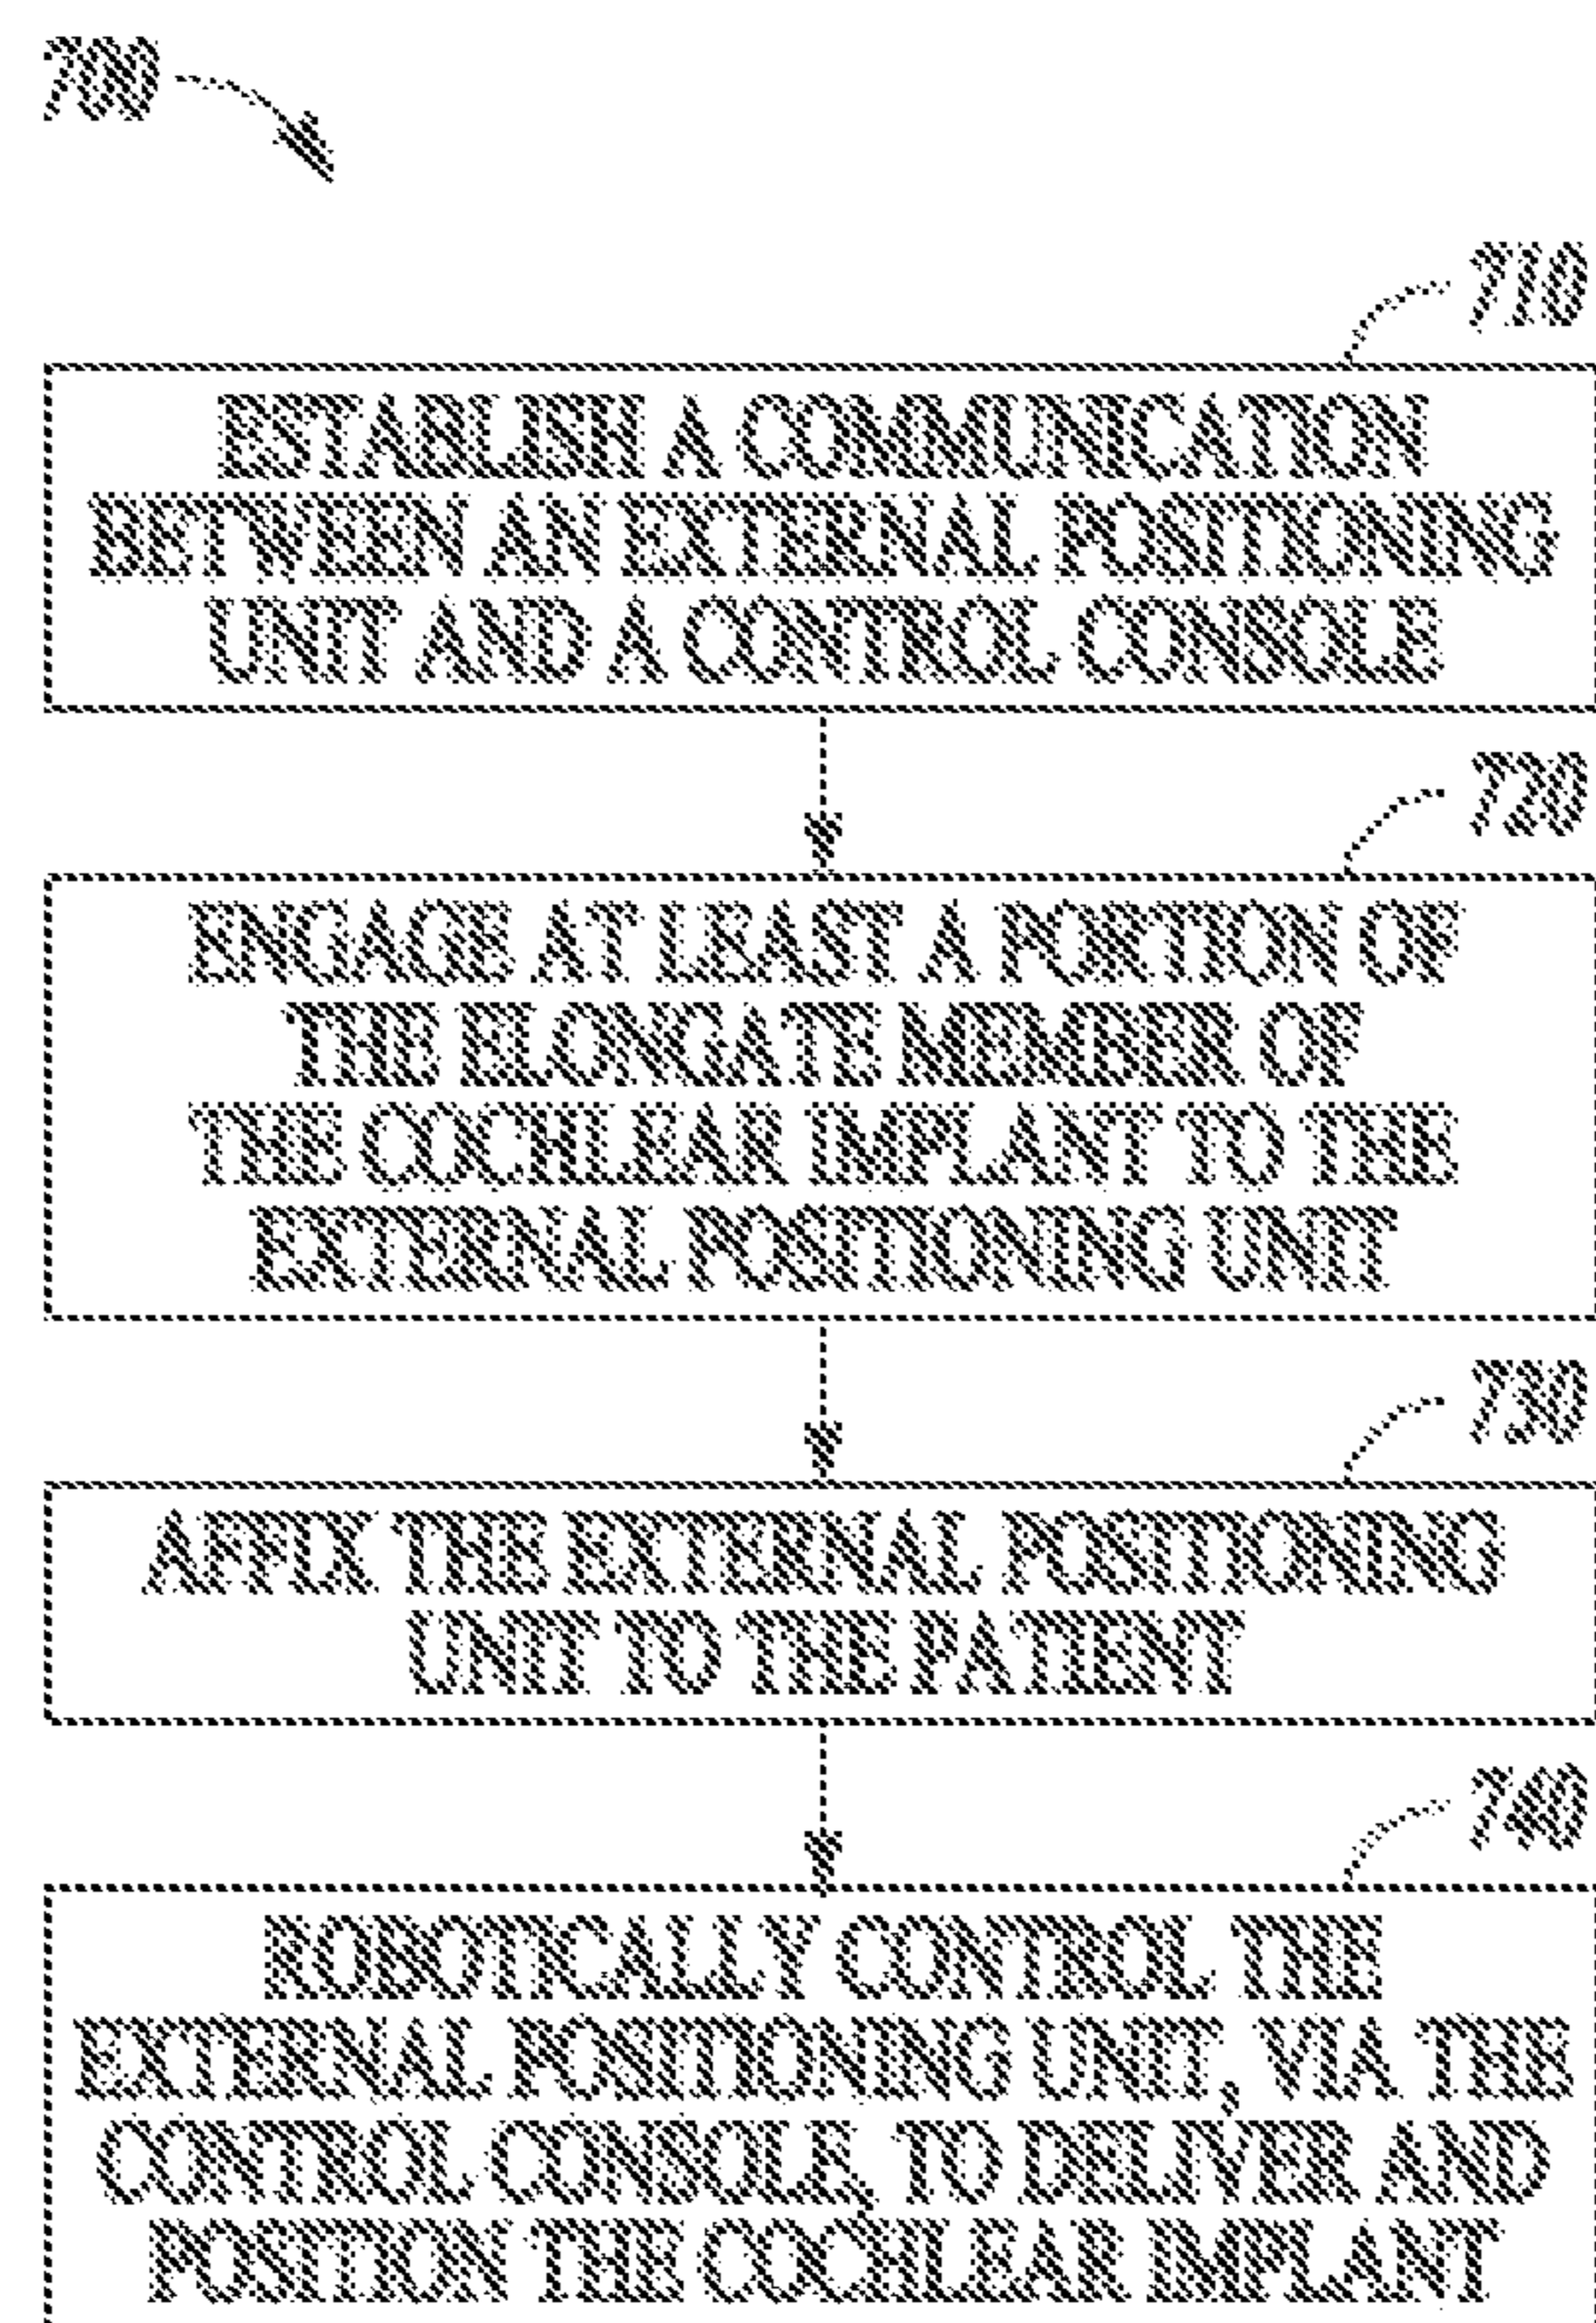 700
710
ESTABLISH A COMMUNICATION
BETWEEN AN EXTERNAL POSITIONING
UNIT AND A CONTROL CONSOLE
720
ENGAGE AT LEAST A PORTION OF
THE ELONGATE MEMBER OF
THE COCHLEAR IMPLANT TO THE
EXTERNAL POSITIONING UNIT
730
AFFIX THE EXTERNAL POSITIONING
UNIT TO THE PATIENT
740
ROBOTICALLY CONTROL THE
EXTERNAL POSITIONING UNIT, VIA THE
CONTROL CONSOLE, TO DELIVER AND
POSITION THE COCHLEAR IMPLANT